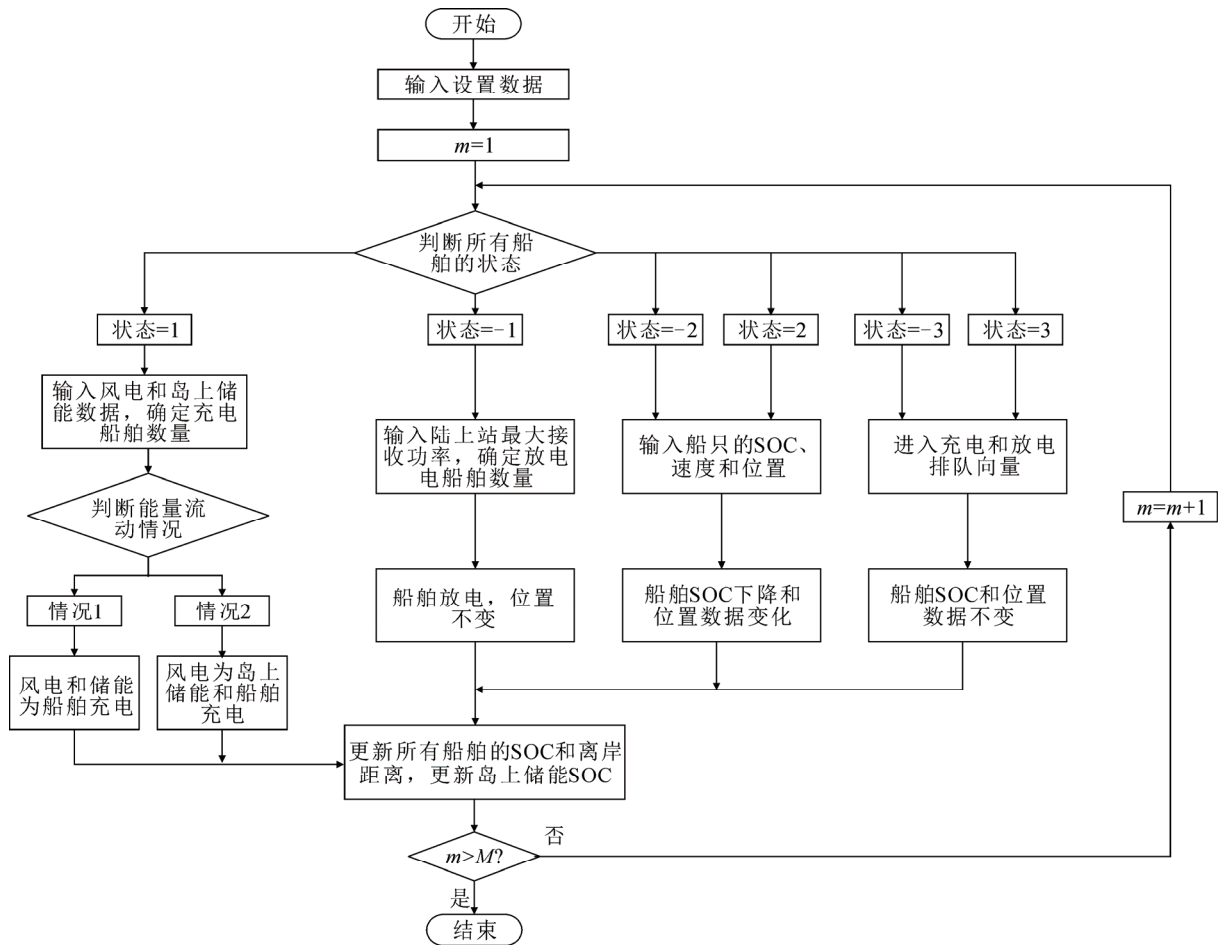 开始
输入设置数据
m=1
判断所有船
舶的状态
状态=1
状态=-1
状态=-2
状态=2
状态=-3
状态=3
输入风电和岛上储
能数据，确定充电
船舶数量
输入陆上站最大接
收功率，确定放电
电船舶数量
输入船只的SOC、
速度和位置
进入充电和放电
排队向量
m=m+1
判断能量流
动情况
情况1
情况2
船舶放电，位置
不变
船舶SOC下降和
位置数据变化
船舶SOC和位置
数据不变
风电和储能
为船舶充电
风电为岛上
储能和船舶
充电
更新所有船舶的SOC和离岸
距离，更新岛上储能SOC
m>M?
否
是
结束